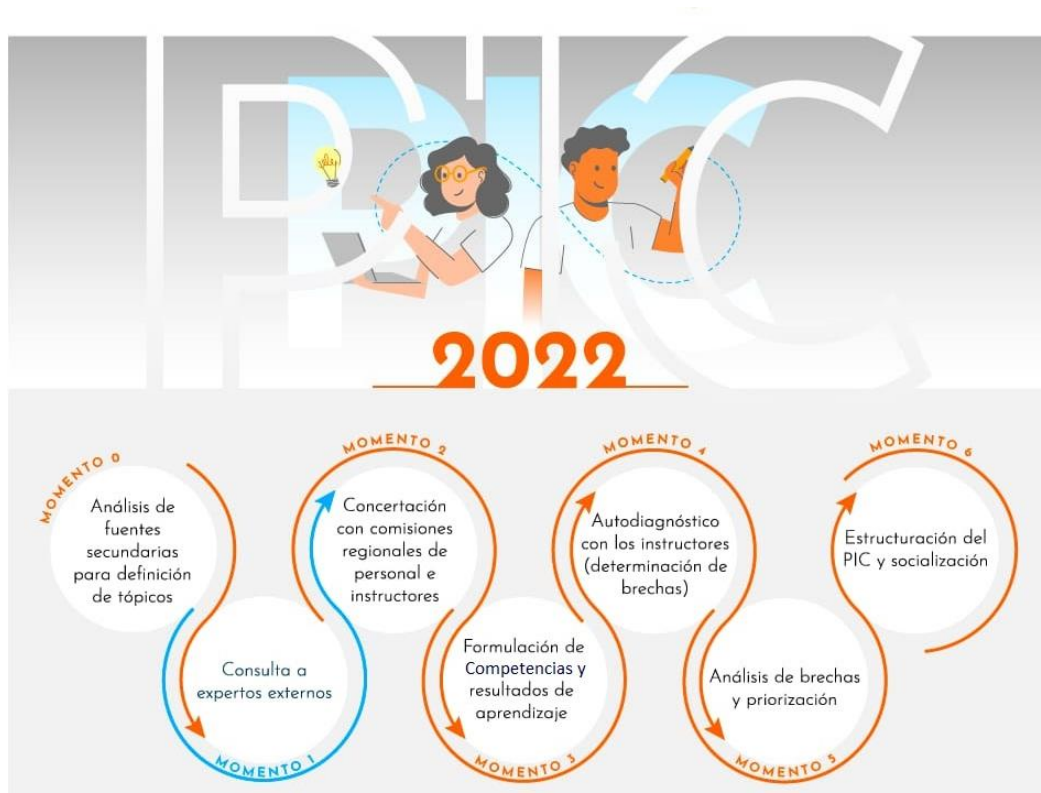 PIC
2022
MOMENTO 0
Análisis de
fuentes
secundarias
para definición
de tópicos
Consulta a
expertos externos
MOMENTO 1
MOMENTO 2
Concertación
con comisiones
regionales de
personal e
instructores
Formulación de
Competencias y
resultados de
aprendizaje
MOMENTO 3
MOMENTO 4
Autodiagnóstico
con los instructores
(determinación de
brechas)
Análisis de brechas
y priorización
MOMENTO 5
MOMENTO 6
Estructuración del
PIC y socialización